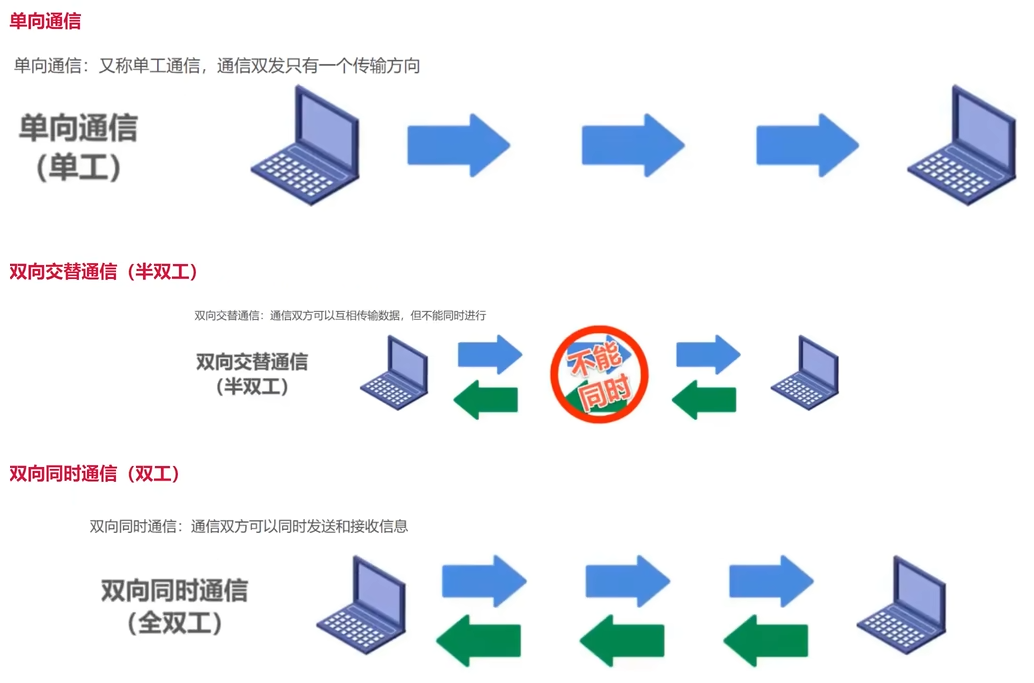 单向通信
单向通信：又称单工通信，通信双发只有一个传输方向
单向通信
（单工）
双向交替通信（半双工）
双向交替通信：通信双方可以互相传输数据，但不能同时进行
双向交替通信
（半双工）
不能
同时
双向同时通信（双工）
双向同时通信：通信双方可以同时发送和接收信息
双向同时通信
（全双工）